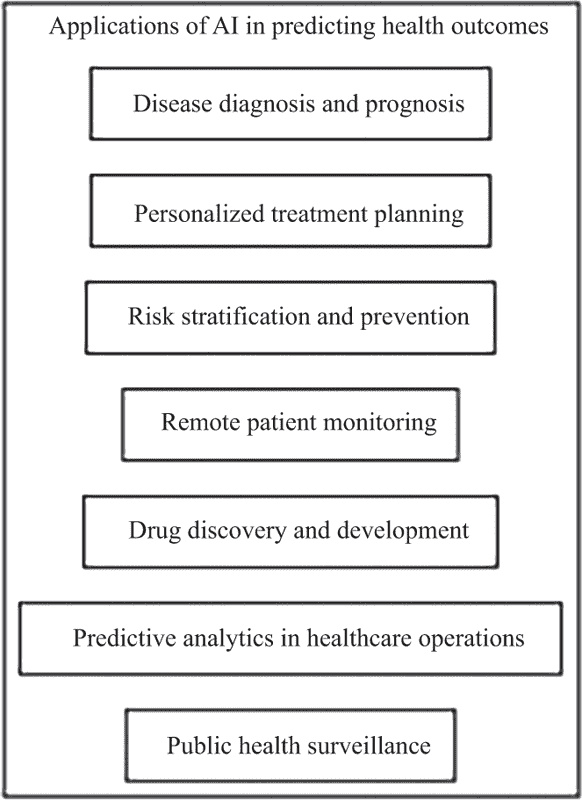 Applications of AI in predicting health outcomes
Disease diagnosis and prognosis
Personalized treatment planning
Risk stratification and prevention
Remote patient monitoring
Drug discovery and development
Predictive analytics in healthcare operations
Public health surveillance